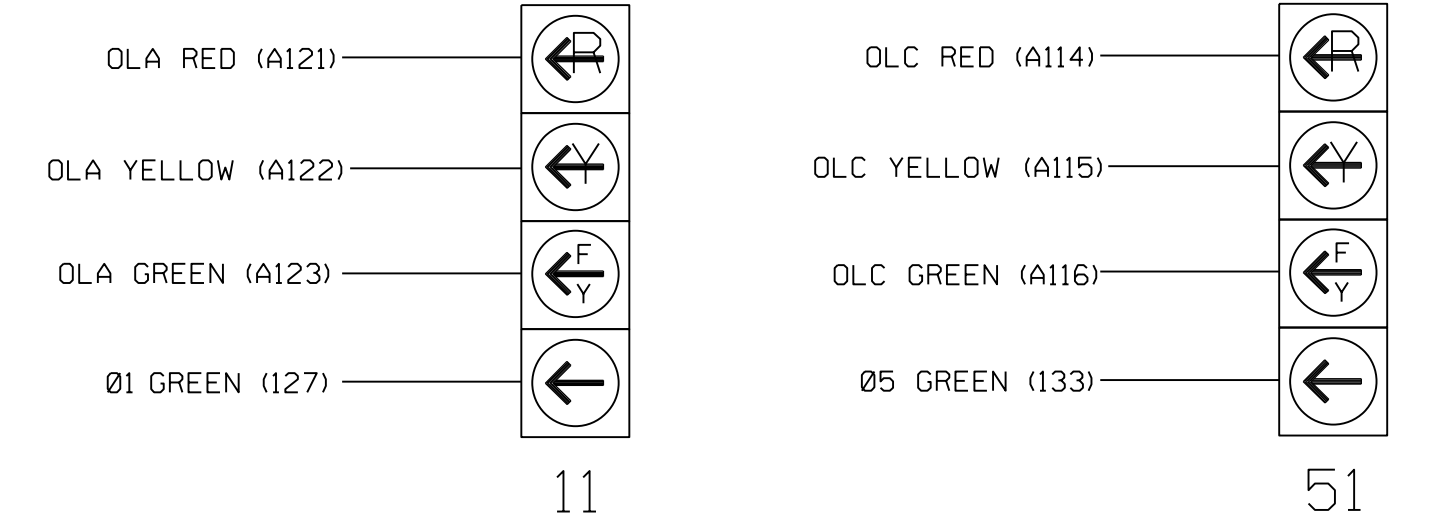 OLA RED (A121)
R
OLA YELLOW (A122)
Y
OLA GREEN (A123)
F
Y
Ø1 GREEN (127)
11
OLC RED (A114)
R
OLC YELLOW (A115)
Y
OLC GREEN (A116)
F
Y
Ø5 GREEN (133)
51